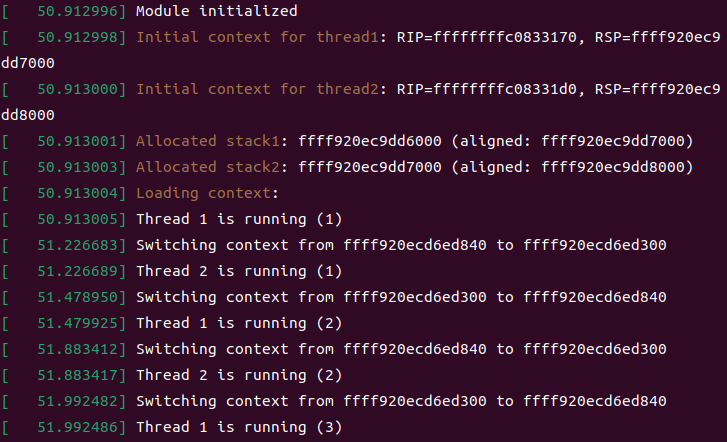 [   50.912996] Module initialized
[   50.912998] Initial context for thread1: RIP=ffffffffc0833170, RSP=ffff920ec9
dd7000
[   50.913000] Initial context for thread2: RIP=ffffffffc08331d0, RSP=ffff920ec9
dd8000
[   50.913001] Allocated stack1: ffff920ec9dd6000 (aligned: ffff920ec9dd7000)
[   50.913003] Allocated stack2: ffff920ec9dd7000 (aligned: ffff920ec9dd8000)
[   50.913004] Loading context:
[   50.913005] Thread 1 is running (1)
[   51.226683] Switching context from ffff920ecd6ed840 to ffff920ecd6ed300
[   51.226689] Thread 2 is running (1)
[   51.478950] Switching context from ffff920ecd6ed300 to ffff920ecd6ed840
[   51.479925] Thread 1 is running (2)
[   51.883412] Switching context from ffff920ecd6ed840 to ffff920ecd6ed300
[   51.883417] Thread 2 is running (2)
[   51.992482] Switching context from ffff920ecd6ed300 to ffff920ecd6ed840
[   51.992486] Thread 1 is running (3)